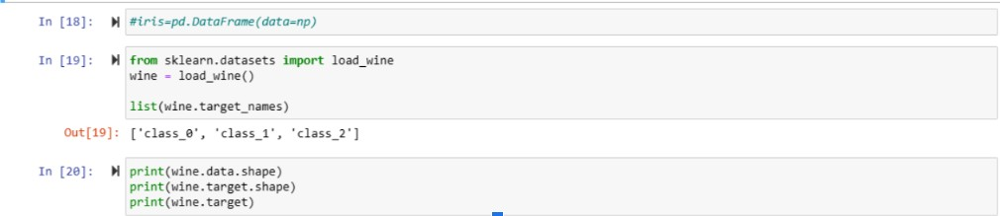 In [18]: #iris=pd.DataFrame(data=np)
In [19]: from sklearn.datasets import load_wine
wine = load_wine()
list(wine.target_names)
Out[19]: ['class_0', 'class_1', 'class_2']
In [20]: print(wine.data.shape)
print(wine.target.shape)
print(wine.target)